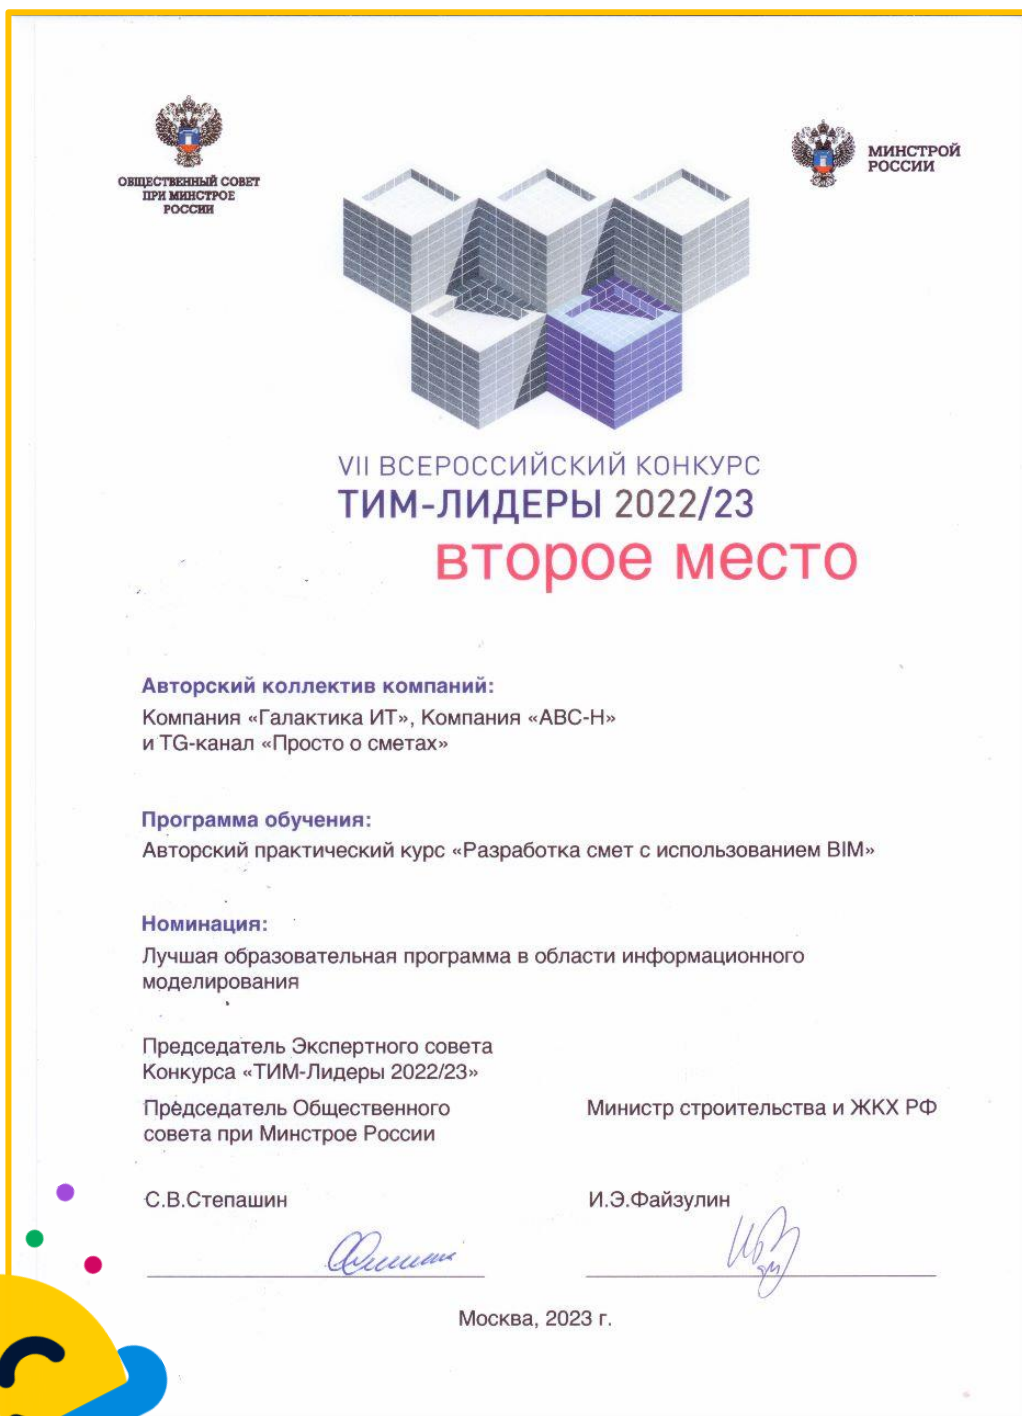 ОБЩЕСТВЕННЫЙ СОВЕТ
ПРИ МИНСТРОЕ
РОССИИ
МИНСТРОЙ
РОССИИ
VII ВСЕРОССИЙСКИЙ КОНКУРС
ТИМ-ЛИДЕРЫ 2022/23
второе место
Авторский коллектив компаний:
Компания «Галактика ИТ», Компания «АВС-Н»
и TG-канал «Просто о сметах»
Программа обучения:
Авторский практический курс «Разработка смет с использованием BIM»
Номинация:
Лучшая образовательная программа в области информационного
моделирования
Председатель Экспертного совета
Конкурса «ТИМ-Лидеры 2022/23»
Председатель Общественного
совета при Минстрое России
Министр строительства и ЖКХ РФ
С.В.Степашин
И.Э.Файзулин
Москва, 2023 г.